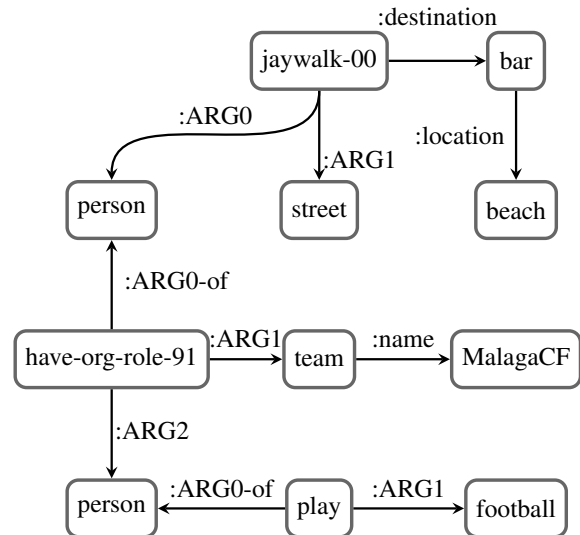 :destination
jaywalk-00 bar
:ARG0 :location
:ARG1
person street beach
:ARG0-of
have-org-role-91 :ARG1 team :name MalagaCF
:ARG2
person :ARG0-of play :ARG1 football